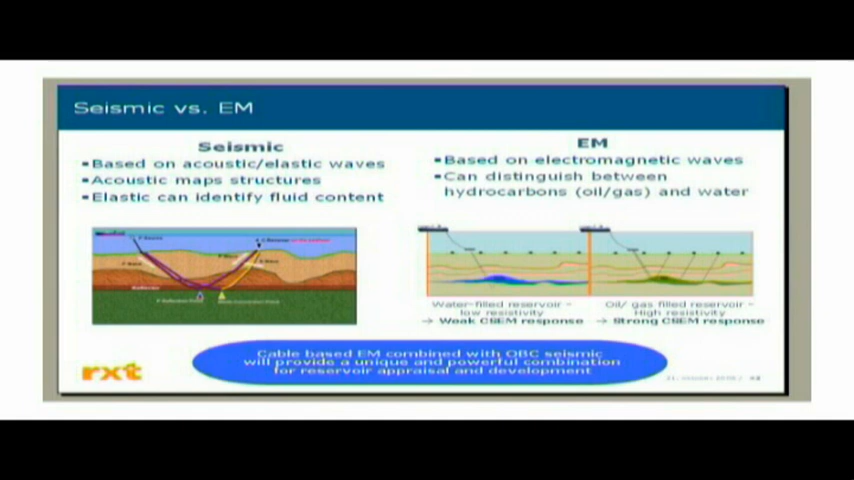 Seismic vs. EM
Seismic
▪Based on acoustic/elastic waves
▪Acoustic maps structures
▪Elastic can identify fluid content
EM
▪Based on electromagnetic waves
▪Can distinguish between
hydrocarbons (oil/gas) and water
Water-filled reservoir -
low resistivity
→ Weak CSEM response
Oil/ gas filled reservoir -
High resistivity
→ Strong CSEM response
Cable based EM combined with OBC seismic
will provide a unique and powerful combination
for reservoir appraisal and development
rxt